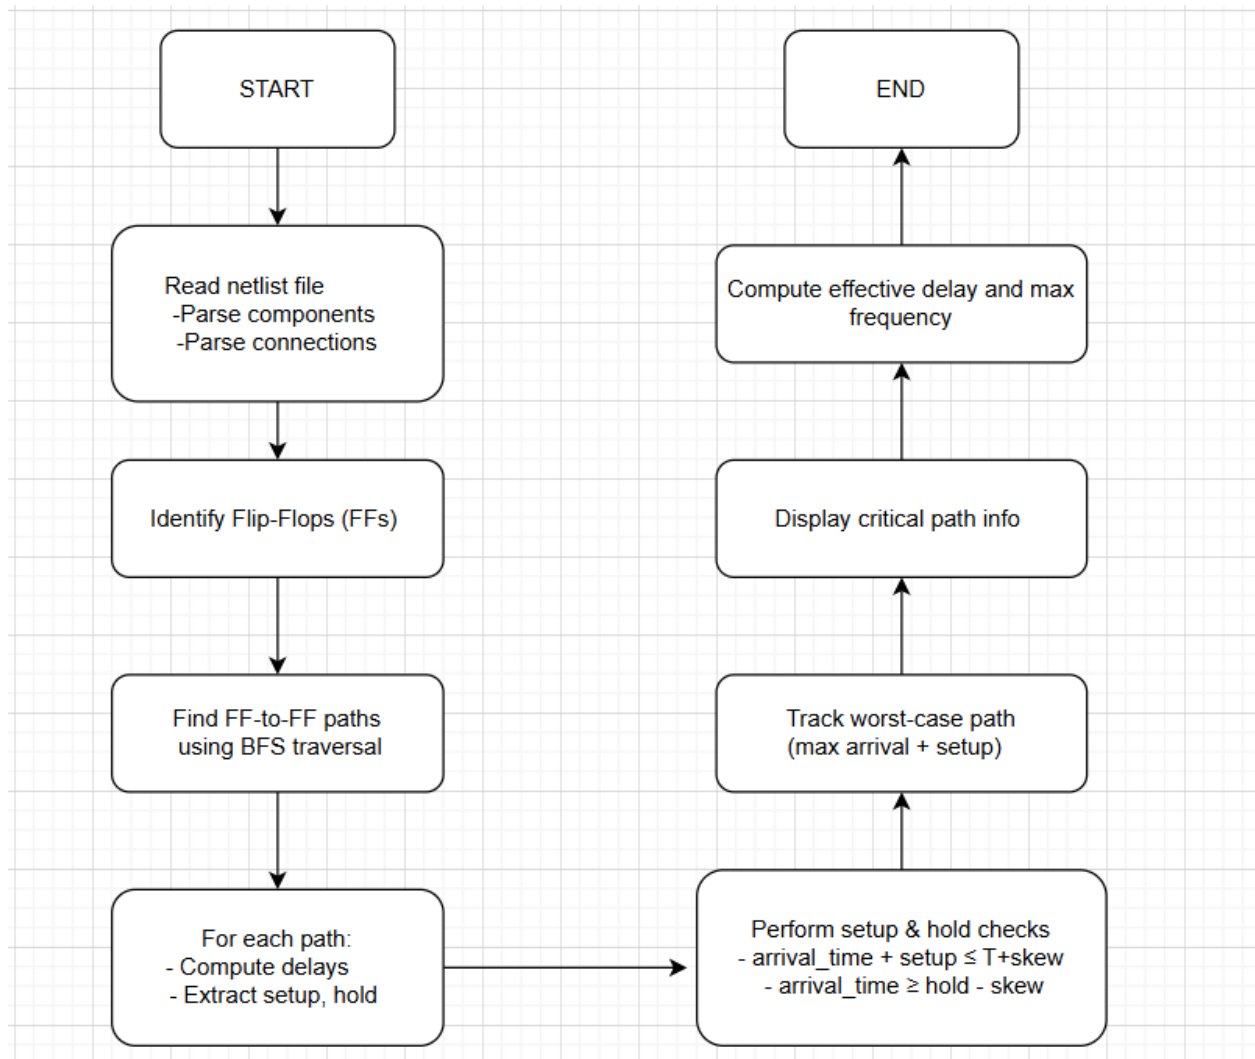 START
Read netlist file
-Parse components
-Parse connections
Identify Flip-Flops (FFs)
Find FF-to-FF paths
using BFS traversal
For each path:
- Compute delays
- Extract setup, hold
Perform setup & hold checks
- arrival_time + setup ≤ T+skew
- arrival_time ≥ hold - skew
Track worst-case path
(max arrival + setup)
Display critical path info
Compute effective delay and max
frequency
END